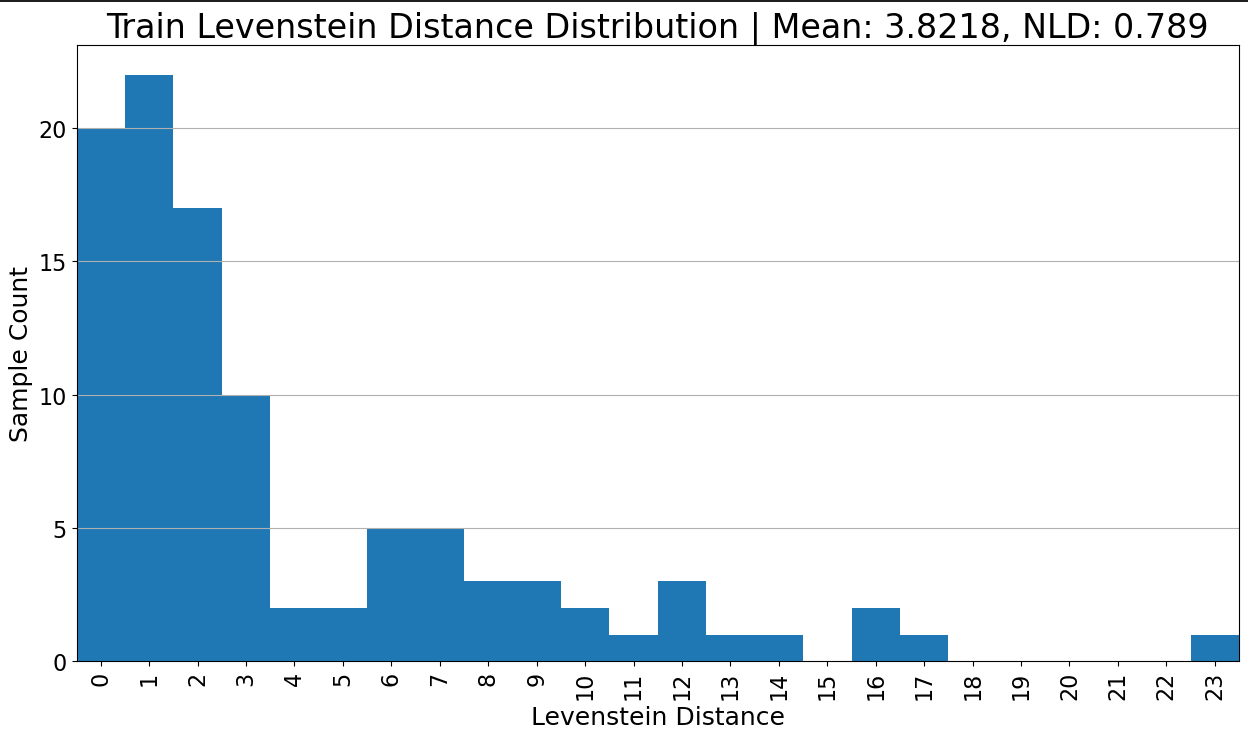 Train Levenstein Distance Distribution | Mean: 3.8218, NLD: 0.789
Sample Count
20
15
10
5
0
0 1 2 3 4 5 6 7 8 9 10 11 12 13 14 15 16 17 18 19 20 21 22 23
Levenstein Distance